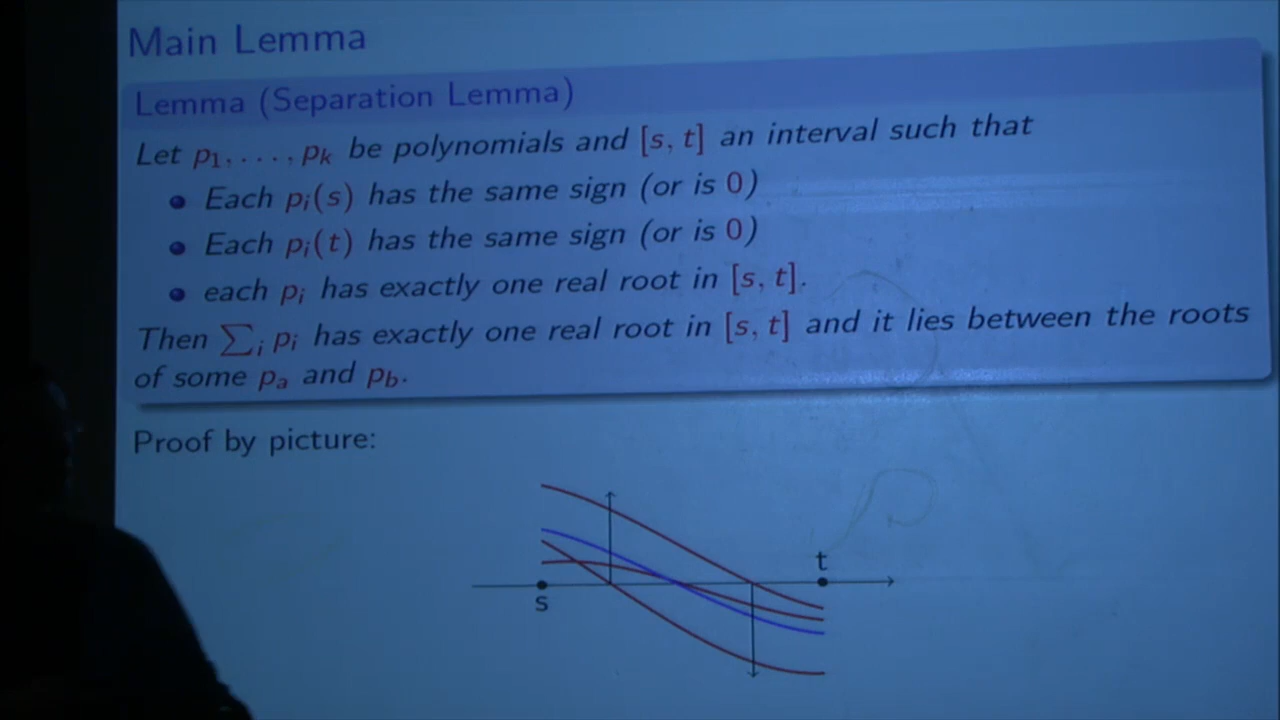 Main Lemma
Lemma (Separation Lemma)
Let p₁, . . . , pₖ be polynomials and [s, t] an interval such that
• Each pᵢ(s) has the same sign (or is 0)
• Each pᵢ(t) has the same sign (or is 0)
• each pᵢ has exactly one real root in [s, t].
Then ∑ᵢ pᵢ has exactly one real root in [s, t] and it lies between the roots
of some pₐ and p_b.
Proof by picture:
t
s